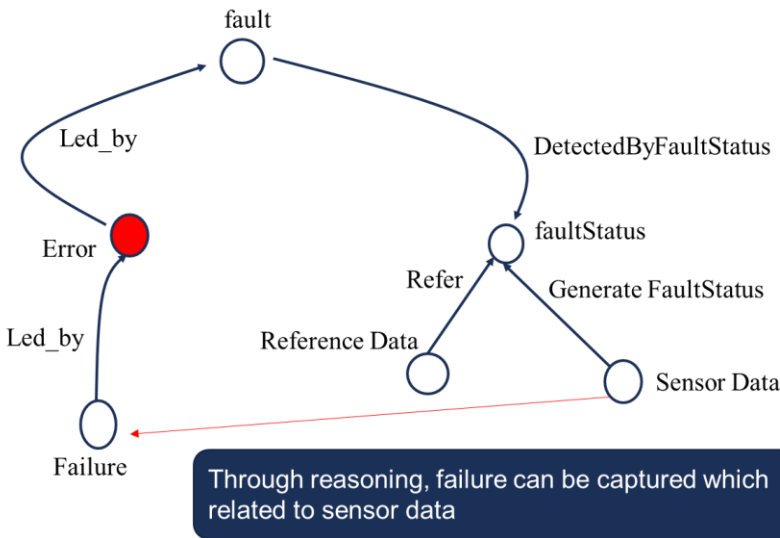 fault
Led_by
DetectedByFaultStatus
Error
faultStatus
Refer
Generate FaultStatus
Led_by
Reference Data
Sensor Data
Failure
Through reasoning, failure can be captured which
related to sensor data